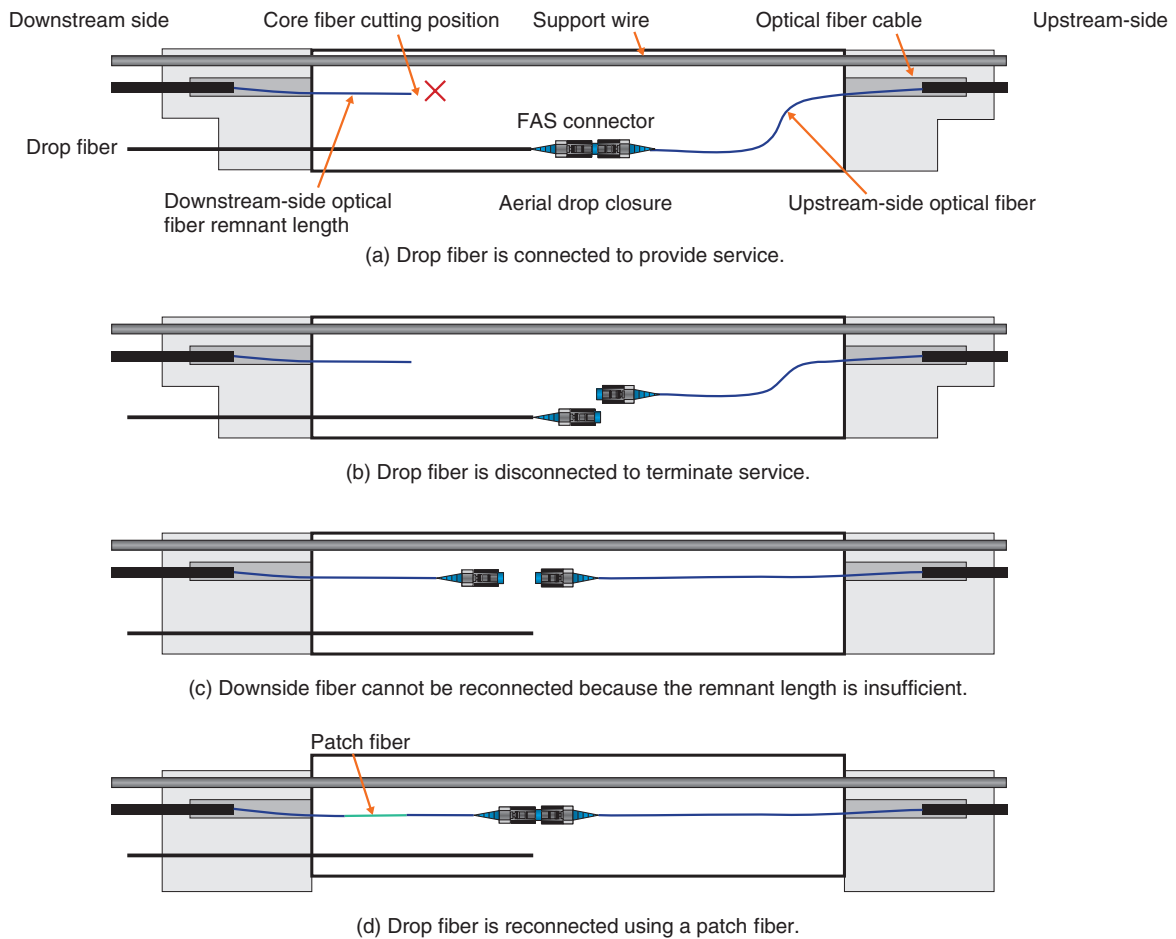 Downstream side
Core fiber cutting position
Support wire
Optical fiber cable
Upstream-side
FAS connector
Drop fiber
Downstream-side optical
fiber remnant length
Aerial drop closure
Upstream-side optical fiber
(a) Drop fiber is connected to provide service.
(b) Drop fiber is disconnected to terminate service.
(c) Downside fiber cannot be reconnected because the remnant length is insufficient.
Patch fiber
(d) Drop fiber is reconnected using a patch fiber.